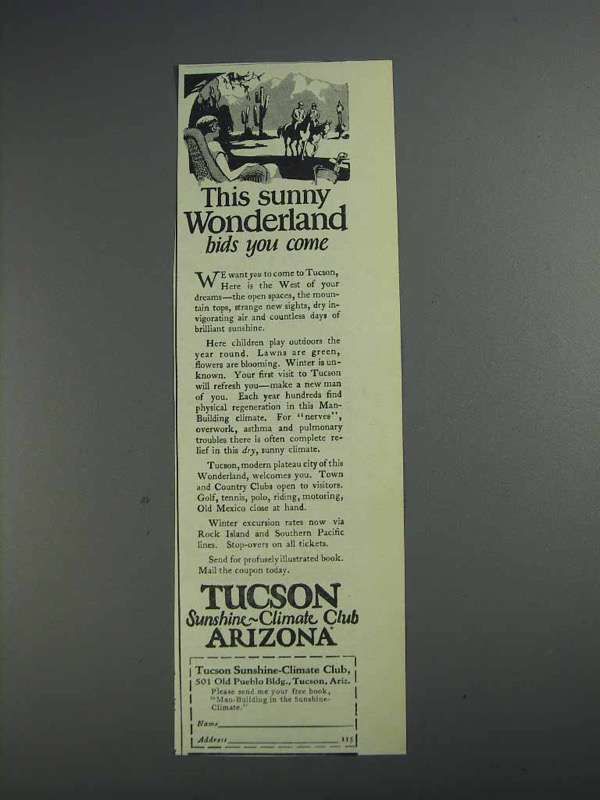 This sunny
Wonderland
bids you come
WE want you to come to Tucson,
Here is the West of your
dreams—the open spaces, the moun-
tain tops, strange new sights, dry in-
vigorating air and countless days of
brilliant sunshine.
Here children play outdoors the
year round. Lawns are green,
flowers are blooming. Winter is un-
known. Your first visit to Tucson
will refresh you—make a new man
of you. Each year hundreds find
physical regeneration in this Man-
Building climate. For "nerves",
overwork, asthma and pulmonary
troubles there is often complete re-
lief in this dry, sunny climate.
Tucson, modern plateau city of this
Wonderland, welcomes you. Town
and Country Clubs open to visitors.
Golf, tennis, polo, riding, motoring,
Old Mexico close at hand.
Winter excursion rates now via
Rock Island and Southern Pacific
lines. Stop-overs on all tickets.
Send for profusely illustrated book.
Mail the coupon today.
TUCSON
Sunshine~Climate Club
ARIZONA
Tucson Sunshine-Climate Club,
501 Old Pueblo Bldg., Tucson, Ariz.
Please send me your free book,
"Man-Building in the Sunshine-
Climate."
Name
Address 115